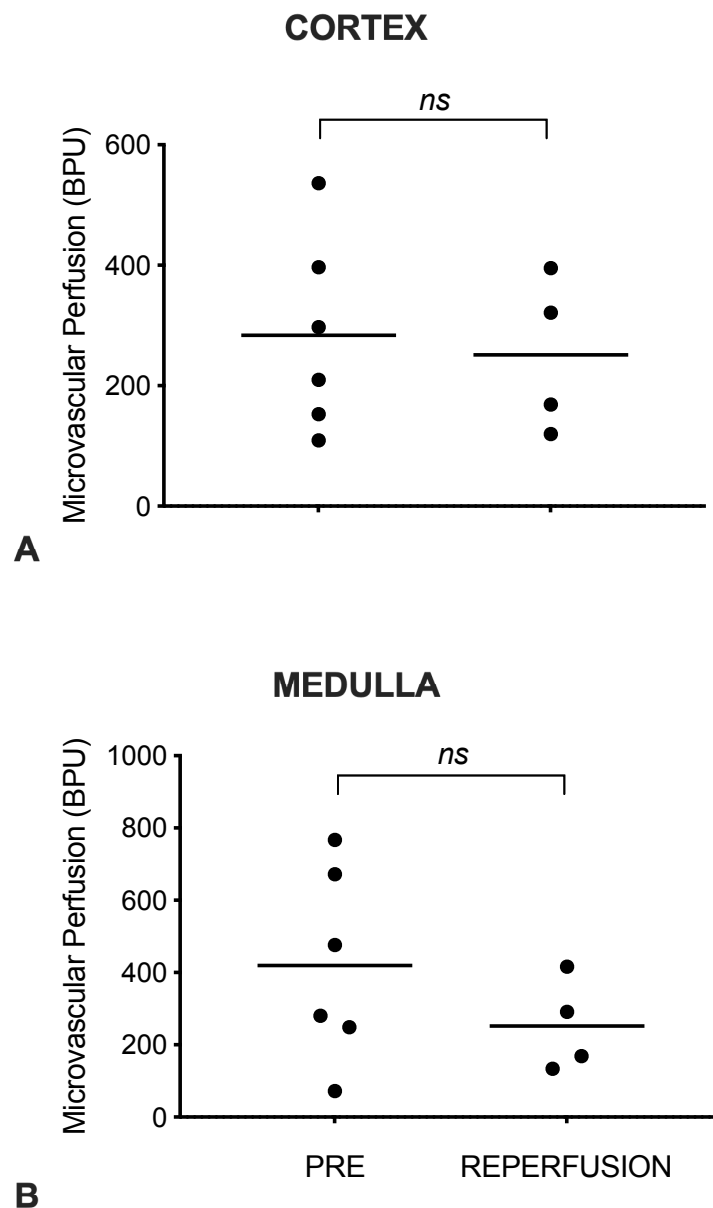 CORTEX
ns
Microvascular Perfusion (BPU)
600
400
200
0
A
MEDULLA
ns
Microvascular Perfusion (BPU)
1000
800
600
400
200
0
PRE REPERFUSION
B